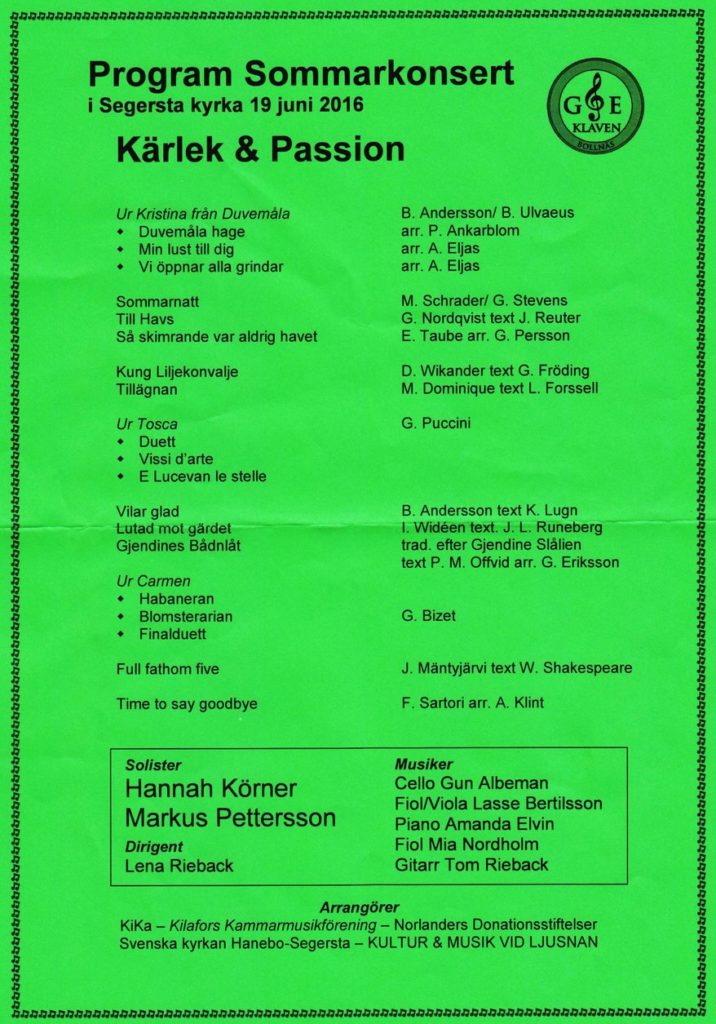 Program Sommarkonsert
i Segersta kyrka 19 juni 2016
G E
KLAVEN
BOLLNÄS
Kärlek & Passion
Ur Kristina från Duvemåla B. Andersson/ B. Ulvaeus
• Duvemåla hage arr. P. Ankarblom
• Min lust till dig arr. A. Eljas
• Vi öppnar alla grindar arr. A. Eljas
Sommarnatt M. Schrader/ G. Stevens
Till Havs G. Nordqvist text J. Reuter
Så skimrande var aldrig havet E. Taube arr. G. Persson
Kung Liljekonvalje D. Wikander text G. Fröding
Tillägnan M. Dominique text L. Forssell
Ur Tosca G. Puccini
• Duett
• Vissi d'arte
• E Lucevan le stelle
Vilar glad B. Andersson text K. Lugn
Lutad mot gärdet I. Widéen text. J. L. Runeberg
Gjendines Bådnlåt trad. efter Gjendine Slålien
text P. M. Offvid arr. G. Eriksson
Ur Carmen
• Habaneran
• Blomsterarian G. Bizet
• Finalduett
Full fathom five J. Mäntyjärvi text W. Shakespeare
Time to say goodbye F. Sartori arr. A. Klint
Solister
Hannah Körner
Markus Pettersson
Dirigent
Lena Rieback
Musiker
Cello Gun Albeman
Fiol/Viola Lasse Bertilsson
Piano Amanda Elvin
Fiol Mia Nordholm
Gitarr Tom Rieback
Arrangörer
KiKa – Kilafors Kammarmusikförening – Norlanders Donationsstiftelser
Svenska kyrkan Hanebo-Segersta – KULTUR & MUSIK VID LJUSNAN